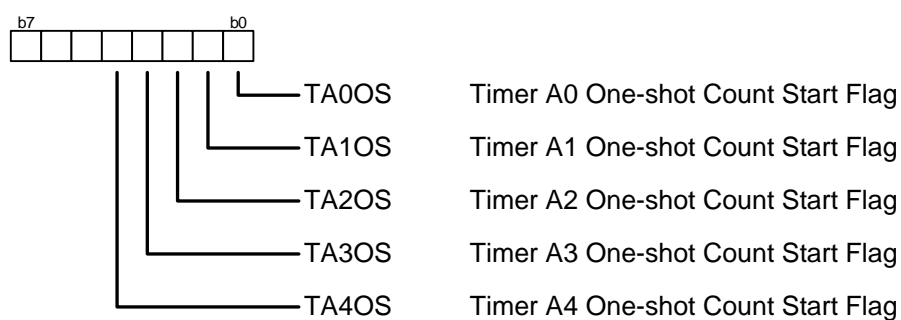 b7 b0
TA0OS Timer A0 One-shot Count Start Flag
TA1OS Timer A1 One-shot Count Start Flag
TA2OS Timer A2 One-shot Count Start Flag
TA3OS Timer A3 One-shot Count Start Flag
TA4OS Timer A4 One-shot Count Start Flag